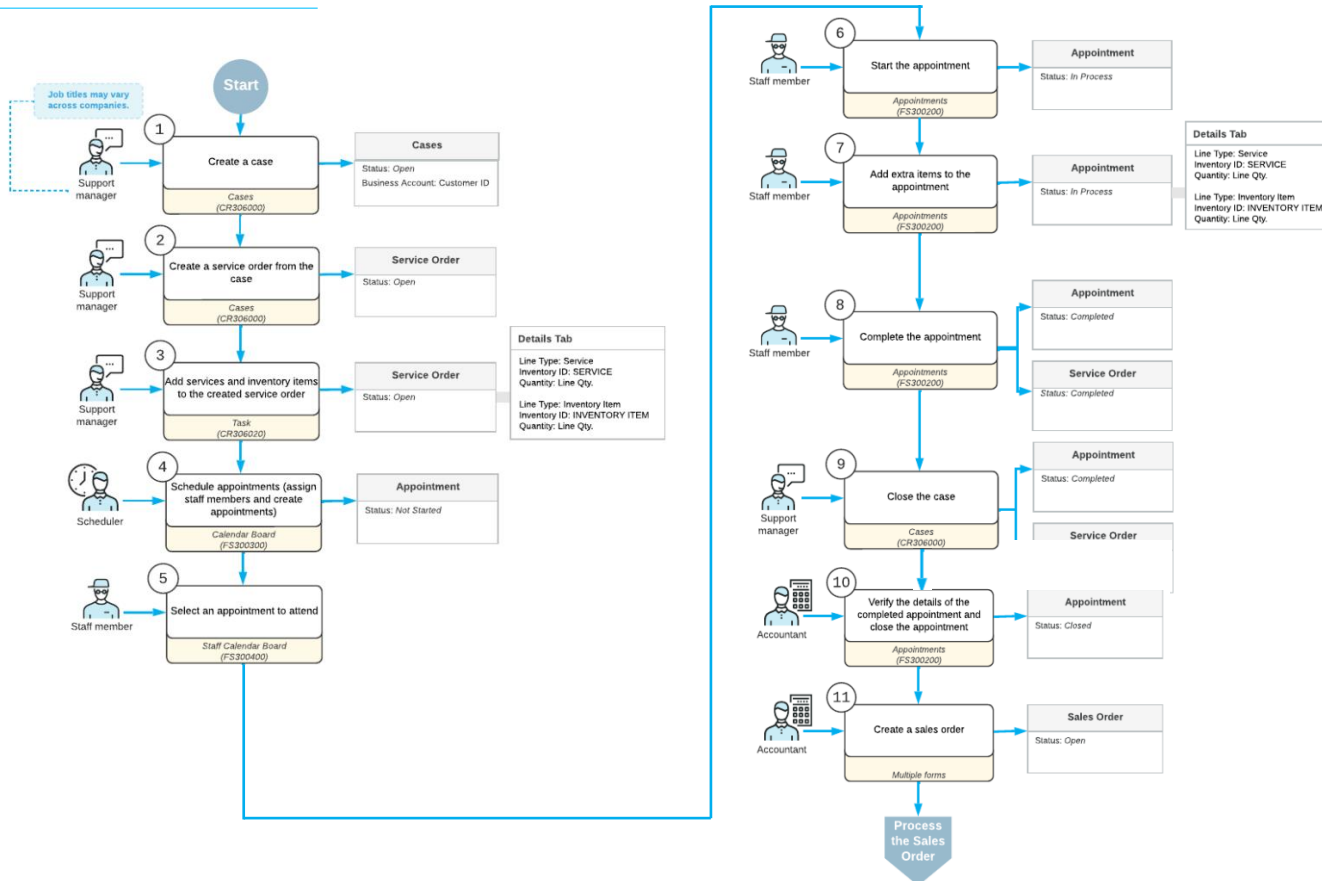 Start
Job titles may vary
across companies.
1
Support
manager
Create a case
Cases
(CR306000)
Cases
Status: Open
Business Account: Customer ID
2
Support
manager
Create a service order from the
case
Cases
(CR306000)
Service Order
Status: Open
3
Support
manager
Add services and inventory items
to the created service order
Task
(CR306020)
Service Order
Status: Open
Details Tab
Line Type: Service
Inventory ID: SERVICE
Quantity: Line Qty.
Line Type: Inventory Item
Inventory ID: INVENTORY ITEM
Quantity: Line Qty.
4
Scheduler
Schedule appointments (assign
staff members and create
appointments)
Calendar Board
(FS300300)
Appointment
Status: Not Started
5
Staff member
Select an appointment to attend
Staff Calendar Board
(FS300400)
6
Staff member
Start the appointment
Appointments
(FS300200)
Appointment
Status: In Process
7
Staff member
Add extra items to the
appointment
Appointments
(FS300200)
Appointment
Status: In Process
Details Tab
Line Type: Service
Inventory ID: SERVICE
Quantity: Line Qty.
Line Type: Inventory Item
Inventory ID: INVENTORY ITEM
Quantity: Line Qty.
8
Staff member
Complete the appointment
Appointments
(FS300200)
Appointment
Status: Completed
Service Order
Status: Completed
9
Support
manager
Close the case
Cases
(CR306000)
Appointment
Status: Completed
Service Order
10
Accountant
Verify the details of the
completed appointment and
close the appointment
Appointments
(FS300200)
Appointment
Status: Closed
11
Accountant
Create a sales order
Multiple forms
Sales Order
Status: Open
Process
the Sales
Order